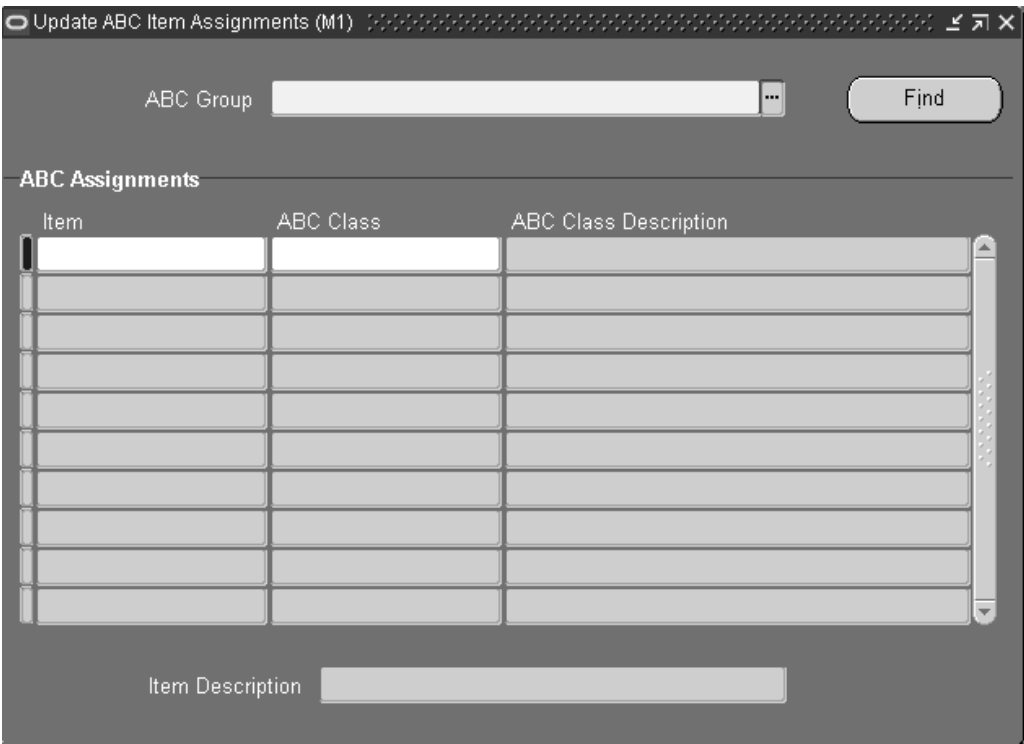 Update ABC Item Assignments (M1)
ABC Group
...
Find
ABC Assignments
Item ABC Class ABC Class Description
Item Description